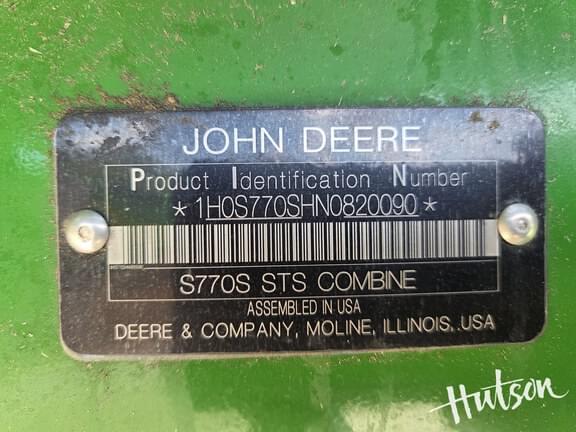 JOHN DEERE
Product Identification Number
*1H0S770SHN0820090*
S770S STS COMBINE
ASSEMBLED IN USA
DEERE & COMPANY, MOLINE, ILLINOIS, USA
Hutson